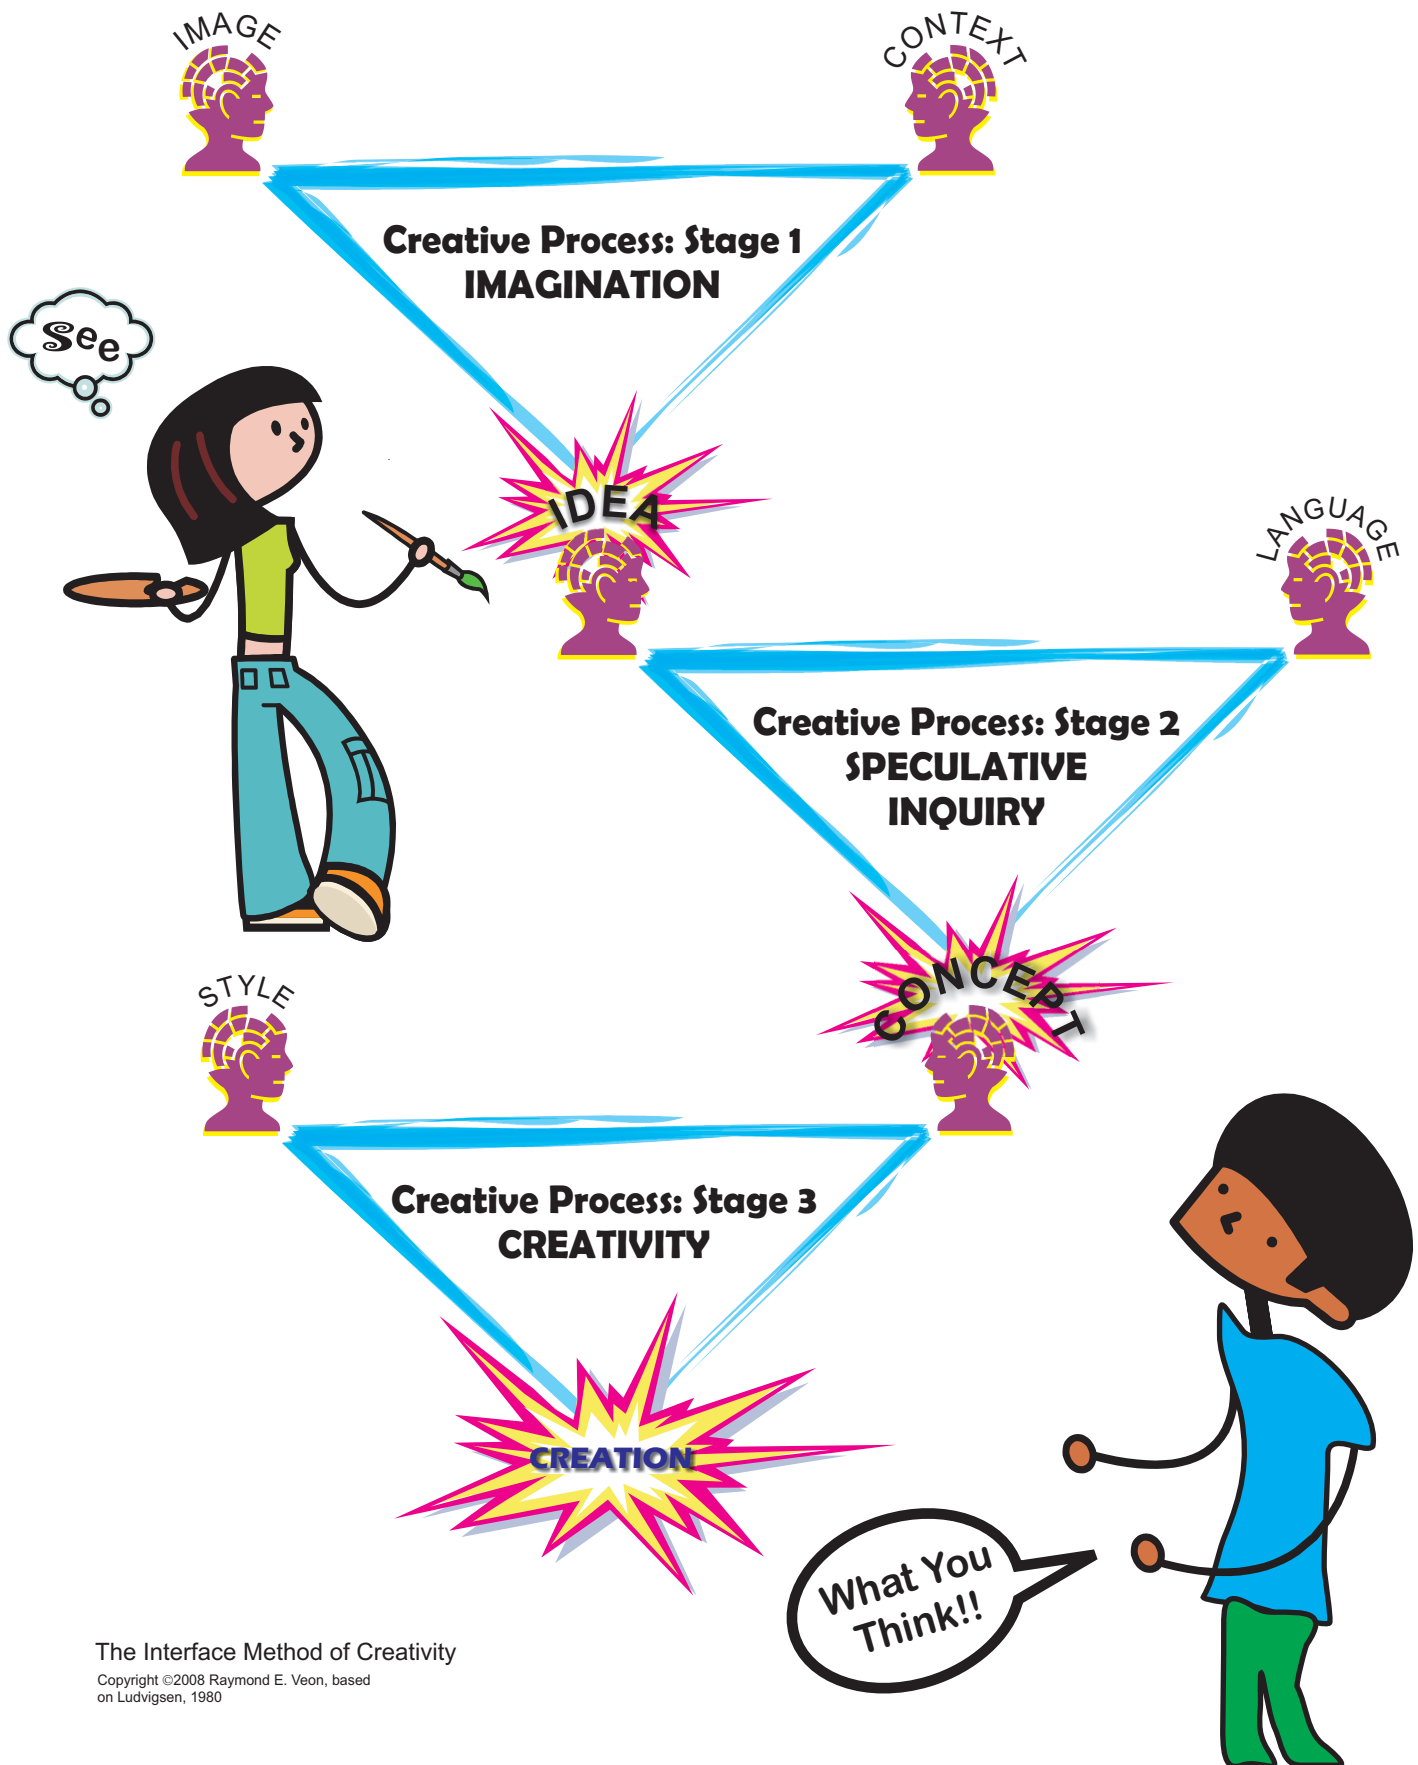 IMAGE
CONTEXT
Creative Process: Stage 1
IMAGINATION
See
IDEA
LANGUAGE
Creative Process: Stage 2
SPECULATIVE
INQUIRY
CONCEPT
STYLE
Creative Process: Stage 3
CREATIVITY
CREATION
What You
Think!!
The Interface Method of Creativity
Copyright ©2008 Raymond E. Veon, based
on Ludvigsen, 1980